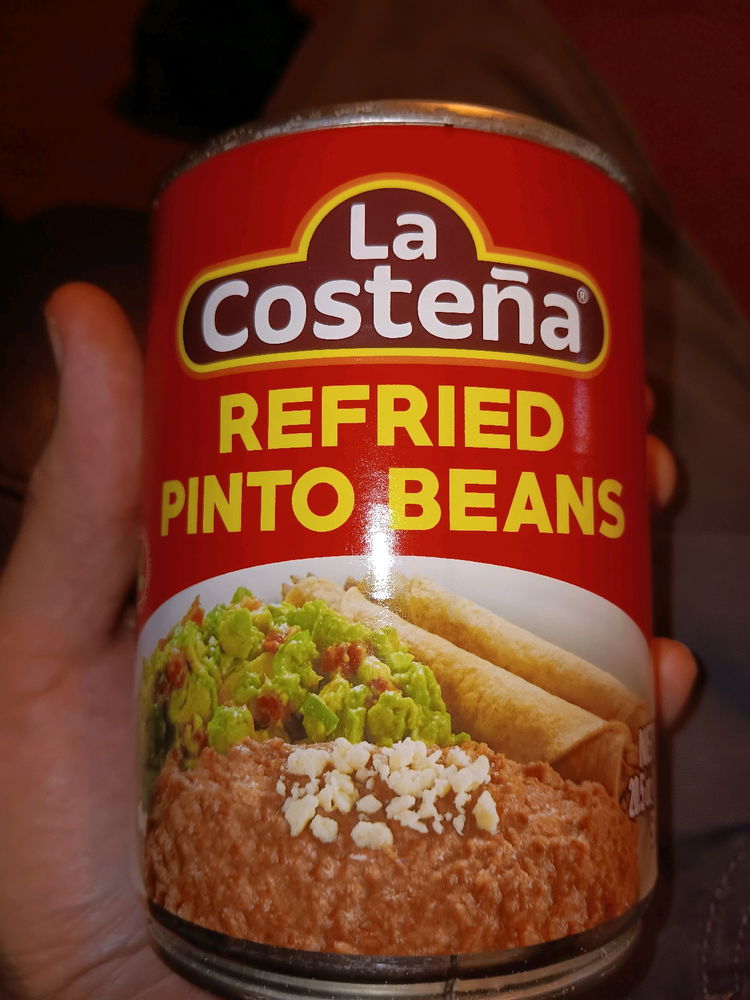 La
Costeña®
REFRIED
PINTO BEANS